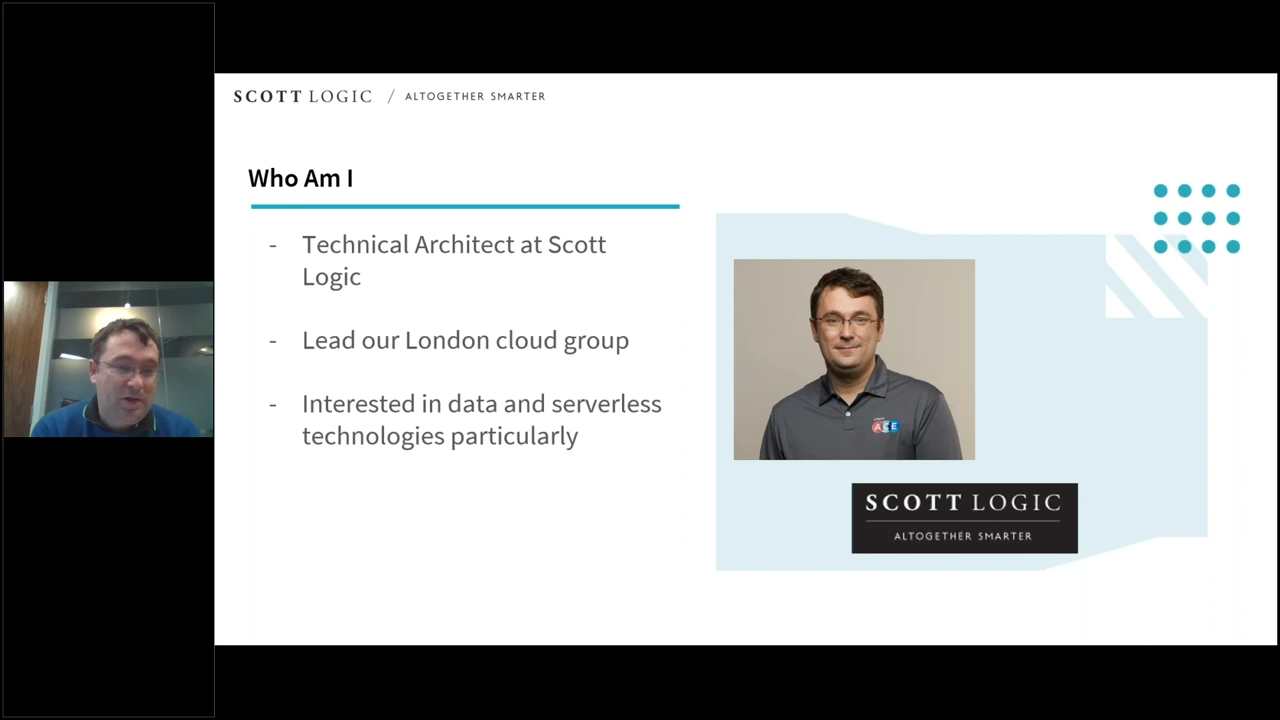 SCOTT LOGIC / ALTOGETHER SMARTER
Who Am I
- Technical Architect at Scott
Logic
- Lead our London cloud group
- Interested in data and serverless
technologies particularly
ACE
SCOTT LOGIC
ALTOGETHER SMARTER